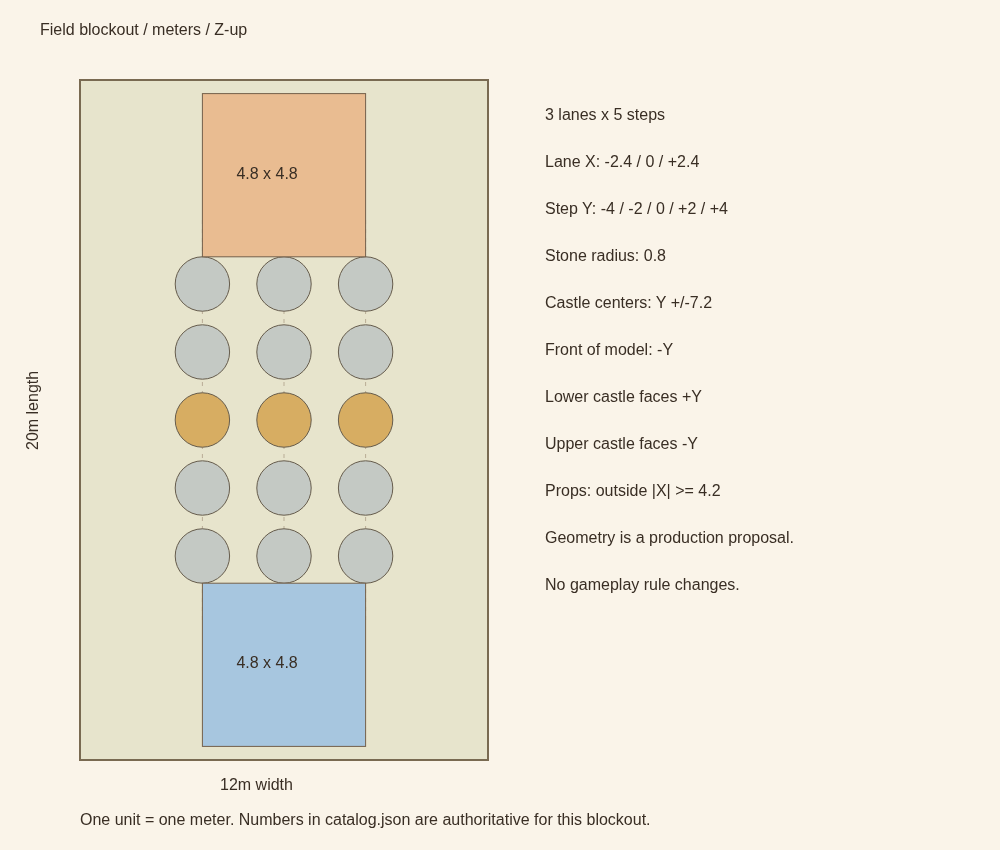 Field blockout / meters / Z-up
4.8 x 4.8
3 lanes x 5 steps
Lane X: -2.4 / 0 / +2.4
Step Y: -4 / -2 / 0 / +2 / +4
Stone radius: 0.8
Castle centers: Y +/-7.2
Front of model: -Y
Lower castle faces +Y
Upper castle faces -Y
Props: outside |X| >= 4.2
Geometry is a production proposal.
No gameplay rule changes.
20m length
4.8 x 4.8
12m width
One unit = one meter. Numbers in catalog.json are authoritative for this blockout.